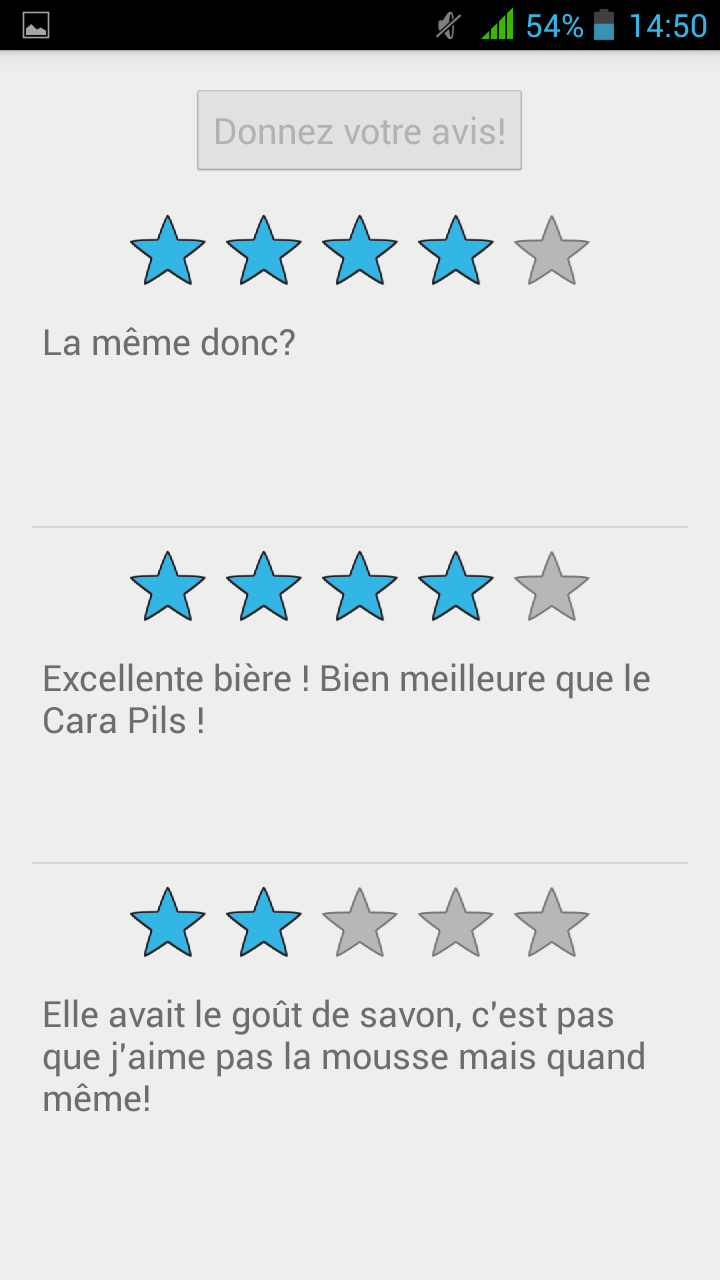 54% 14:50
Donnez votre avis!
La même donc?
Excellente bière ! Bien meilleure que le
Cara Pils !
Elle avait le goût de savon, c'est pas
que j'aime pas la mousse mais quand
même!